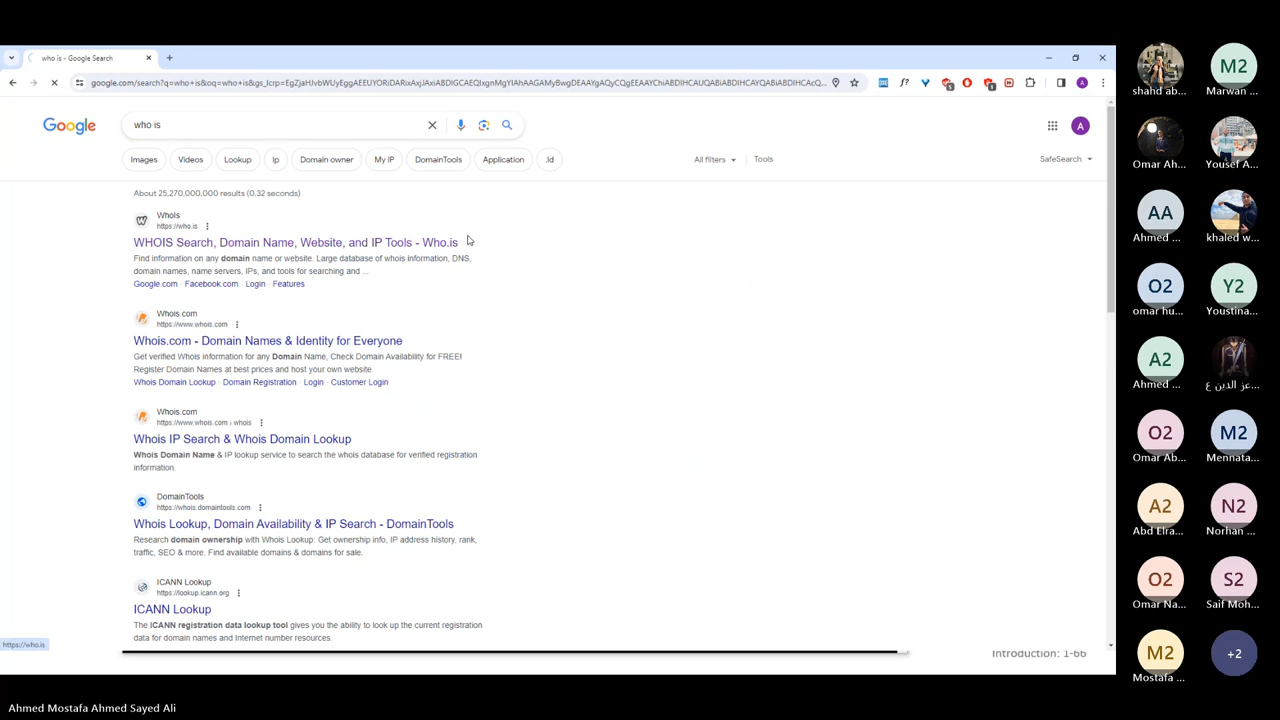 who is - Google Search
google.com/search?q=who+is&oq=who+is&gs_lcrp=
Google
who is
Images
Videos
Lookup
Ip
Domain owner
My IP
DomainTools
Application
.Id
All filters
Tools
SafeSearch
A
A
About 25,270,000,000 results (0.32 seconds)
WhoIs
https://who.is
WHOIS Search, Domain Name, Website, and IP Tools - Who.is
Find information on any domain name or website. Large database of whois information, DNS,
domain names, name servers, IPs, and tools for searching and ...
Google.com · Facebook.com · Login · Features
Whois.com
https://www.whois.com
Whois.com - Domain Names & Identity for Everyone
Get verified Whois information for any Domain Name, Check Domain Availability for FREE!
Register Domain Names at best prices and host your own website.
Whois Domain Lookup · Domain Registration · Login · Customer Login
Whois.com
https://www.whois.com › whois
Whois IP Search & Whois Domain Lookup
Whois Domain Name & IP lookup service to search the whois database for verified registration
information.
DomainTools
https://whois.domaintools.com
Whois Lookup, Domain Availability & IP Search - DomainTools
Research domain ownership with Whois Lookup: Get ownership info, IP address history, rank,
traffic, SEO & more. Find available domains & domains for sale.
ICANN Lookup
https://lookup.icann.org
ICANN Lookup
The ICANN registration data lookup tool gives you the ability to look up the current registration
data for domain names and Internet number resources.
https://who.is
Introduction: 1-66
shahd ab...
M2
Marwan ...
Omar Ah...
Yousef A...
AA
Ahmed ...
khaled w...
O2
omar hu...
Y2
Youstina...
A2
Ahmed ...
عز الدين ع...
O2
Omar Ab...
M2
Mennata...
A2
Abd Elra...
N2
Norhan ...
O2
Omar Na...
S2
Saif Moh...
M2
Mostafa ...
+2
Ahmed Mostafa Ahmed Sayed Ali